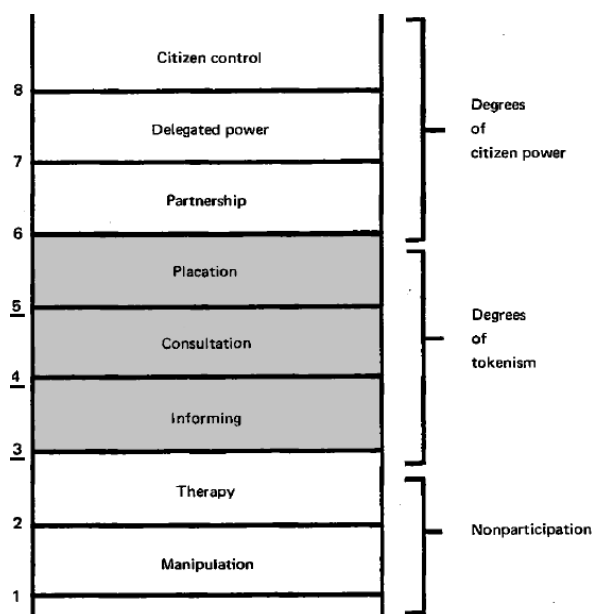 Citizen control
8
Delegated power
7
Partnership
6
Degrees
of
citizen power
Placation
5
Consultation
4
Informing
3
Degrees
of
tokenism
Therapy
2
Manipulation
1
Nonparticipation